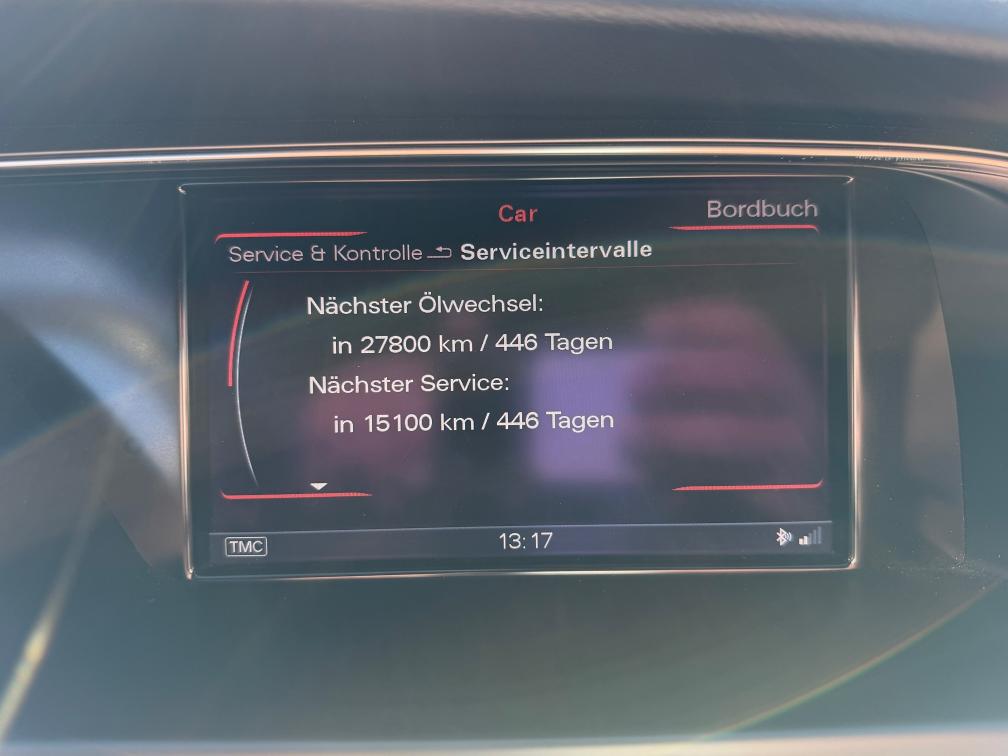 Car
Bordbuch
Service & Kontrolle Serviceintervalle
Nächster Ölwechsel:
in 27800 km / 446 Tagen
Nächster Service:
in 15100 km / 446 Tagen
TMC
13:17